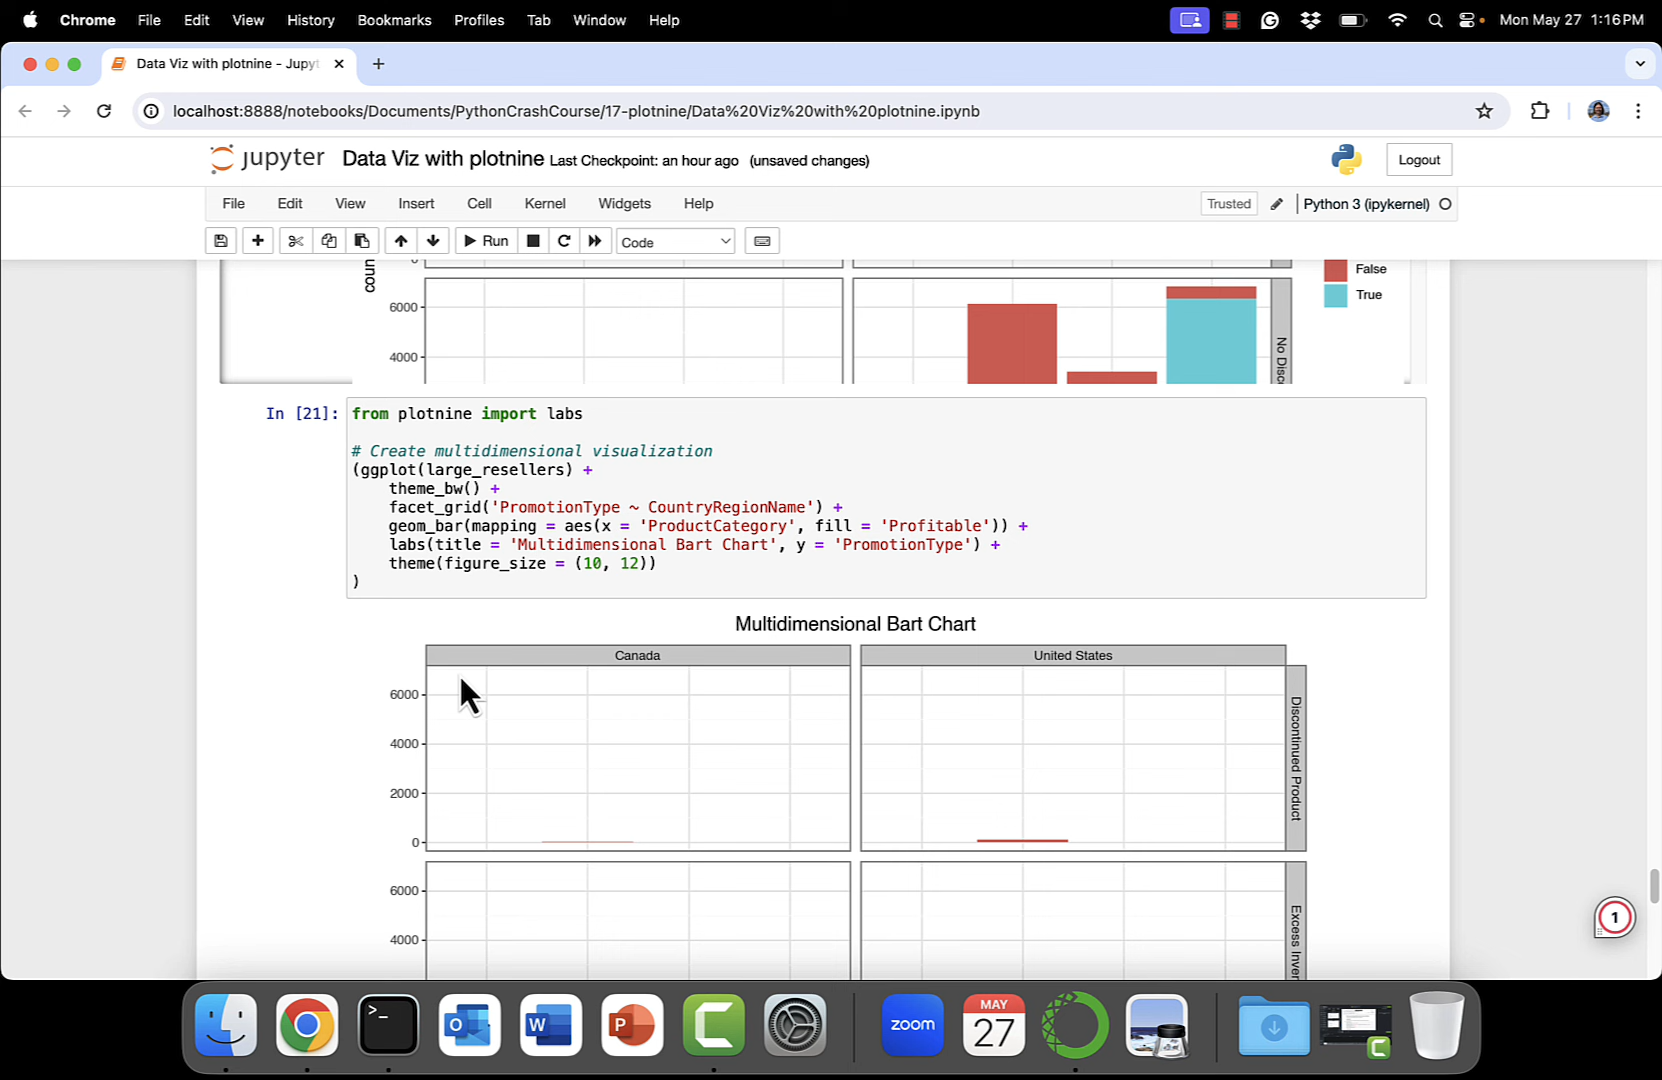 Chrome File Edit View History Bookmarks Profiles Tab Window Help Mon May 27 1:16 PM
Data Viz with plotnine - Jupyt
localhost:8888/notebooks/Documents/PythonCrashCourse/17-plotnine/Data%20Viz%20with%20plotnine.ipynb
jupyter Data Viz with plotnine Last Checkpoint: an hour ago (unsaved changes) Logout
File Edit View Insert Cell Kernel Widgets Help Trusted Python 3 (ipykernel)
Run Code
0
coun
False
True
6000
4000
No Disc
In [21]:
from plotnine import labs
# Create multidimensional visualization
(ggplot(large_resellers) +
theme_bw() +
facet_grid('PromotionType ~ CountryRegionName') +
geom_bar(mapping = aes(x = 'ProductCategory', fill = 'Profitable')) +
labs(title = 'Multidimensional Bart Chart', y = 'PromotionType') +
theme(figure_size = (10, 12))
)
Multidimensional Bart Chart
Canada United States
6000
4000
2000
0
Discontinued Product
6000
4000
Excess Inver
1
>_
O
W
P
C
zoom
MAY
27
C